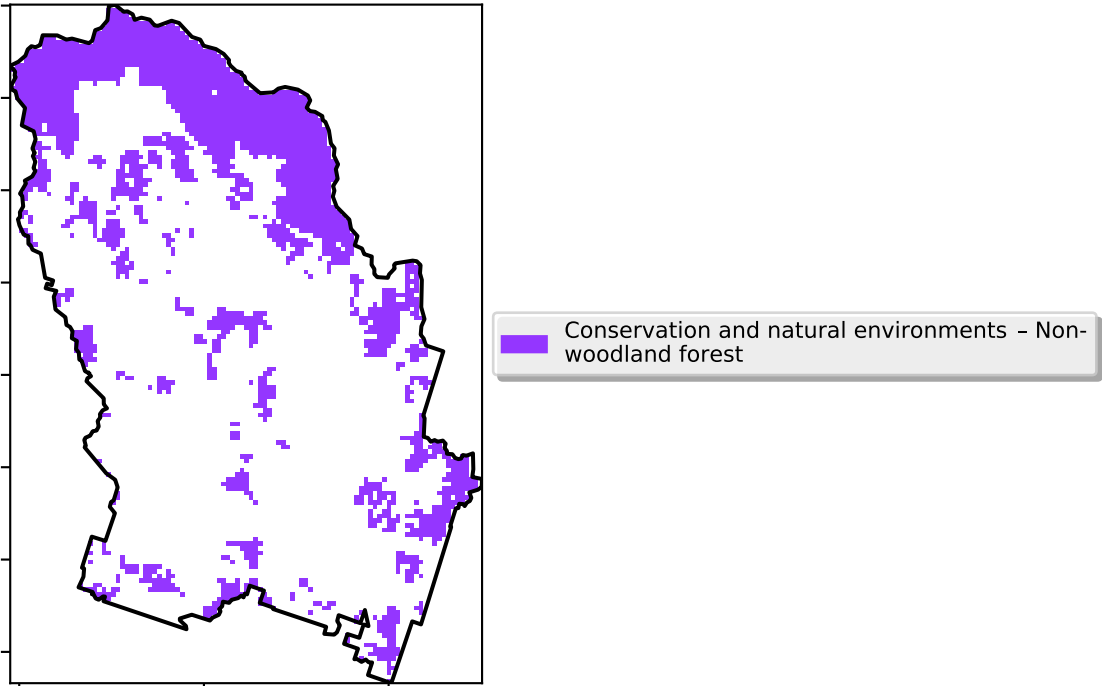 Conservation and natural environments – Non-
woodland forest